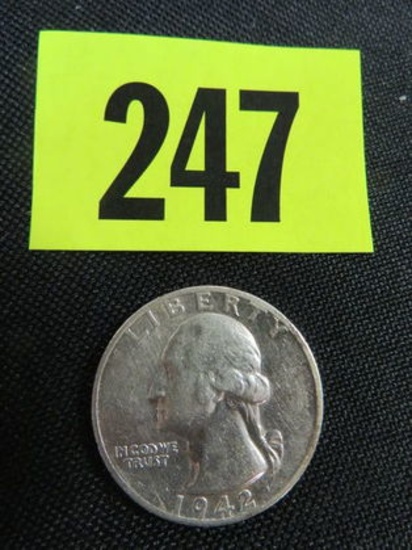 247
LIBERTY
IN GOD WE
TRUST
1942